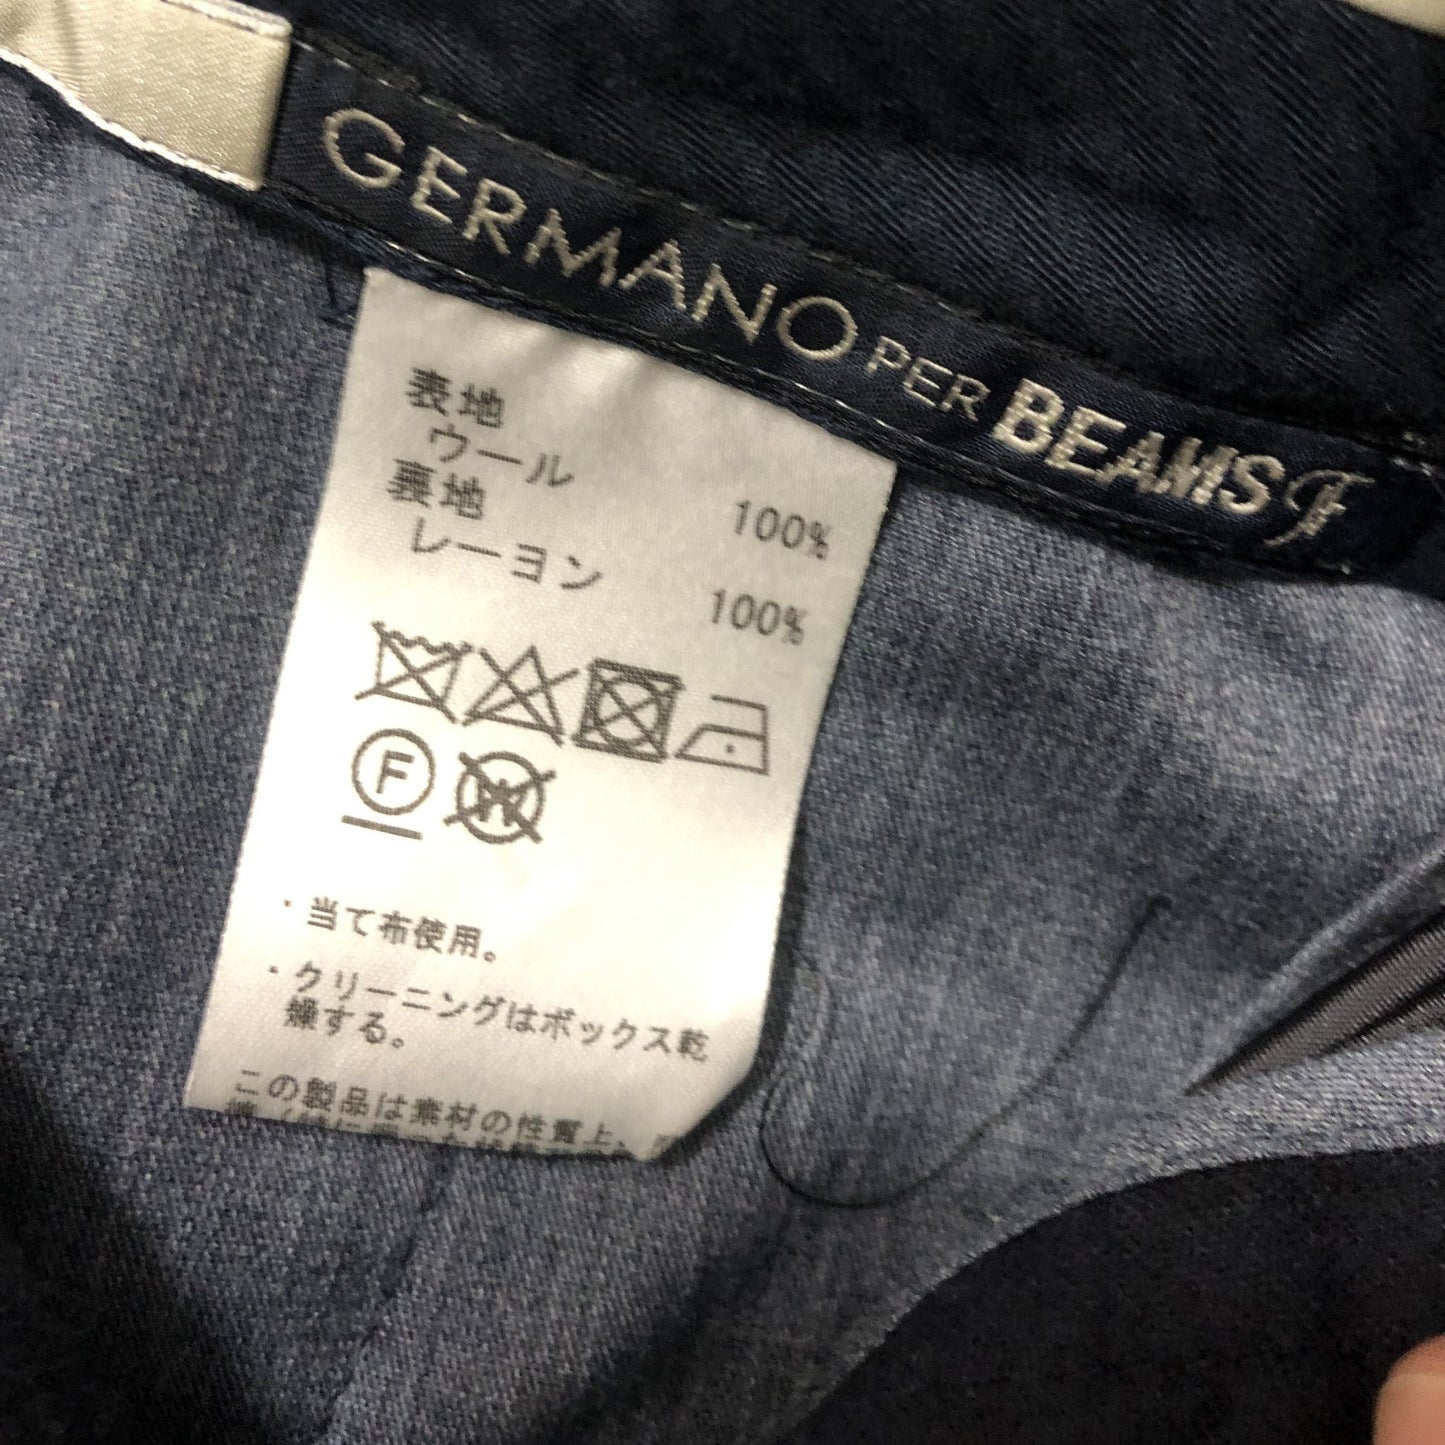 GERMANO PER BEAMS F
表地
ウール 100%
裏地
レーヨン 100%
F
W
・当て布使用。
・クリーニングはボックス乾
燥する。
この製品は素材の性質上、